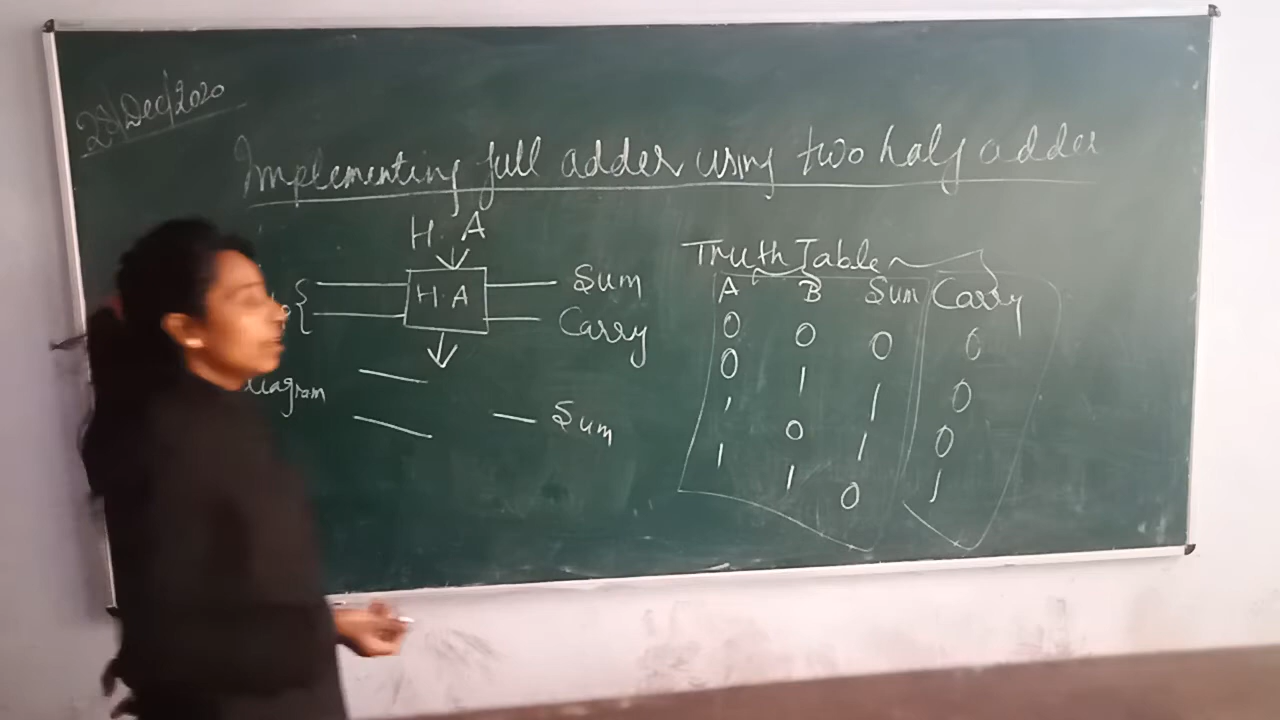 28/Dec/2020
Implementing full adder using two half adder
H. A
H.A
Sum
Carry
Sum
Truth Table
A B Sum Carry
0 0 0 0
0 1 1 0
1 0 1 0
1 1 0 1